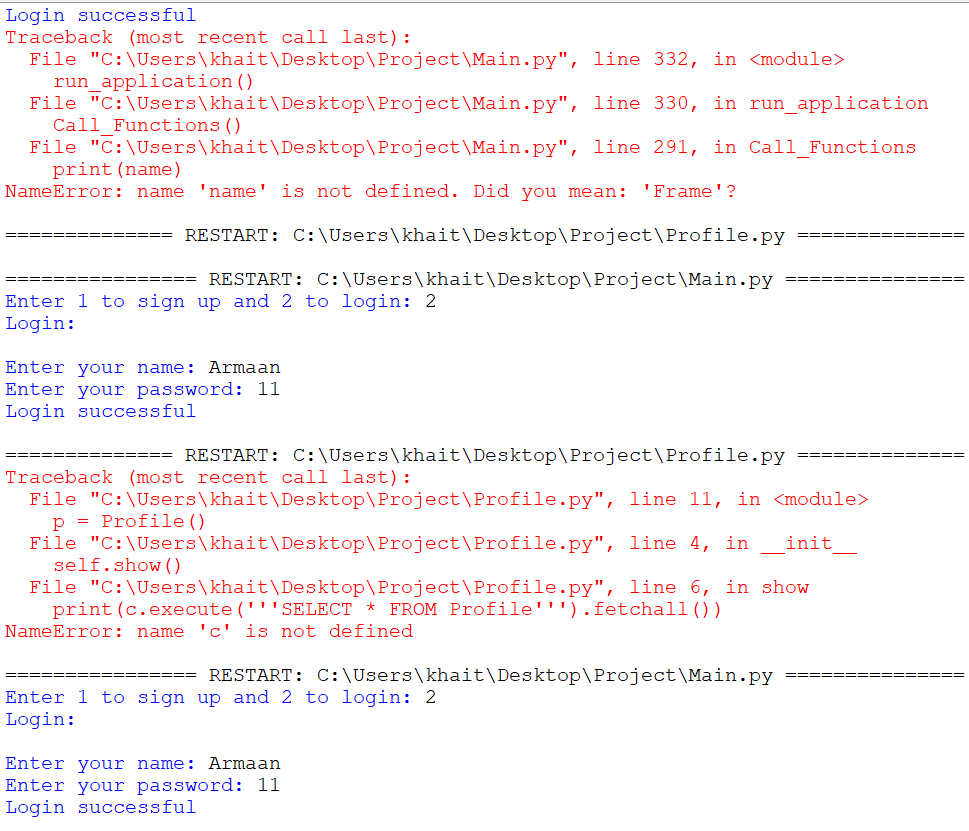 Login successful
Traceback (most recent call last):
  File "C:\Users\khait\Desktop\Project\Main.py", line 332, in <module>
    run_application()
  File "C:\Users\khait\Desktop\Project\Main.py", line 330, in run_application
    Call_Functions()
  File "C:\Users\khait\Desktop\Project\Main.py", line 291, in Call_Functions
    print(name)
NameError: name 'name' is not defined. Did you mean: 'Frame'?
============== RESTART: C:\Users\khait\Desktop\Project\Profile.py ==============
================ RESTART: C:\Users\khait\Desktop\Project\Main.py ===============
Enter 1 to sign up and 2 to login: 2
Login:
Enter your name: Armaan
Enter your password: 11
Login successful
============== RESTART: C:\Users\khait\Desktop\Project\Profile.py ==============
Traceback (most recent call last):
  File "C:\Users\khait\Desktop\Project\Profile.py", line 11, in <module>
    p = Profile()
  File "C:\Users\khait\Desktop\Project\Profile.py", line 4, in __init__
    self.show()
  File "C:\Users\khait\Desktop\Project\Profile.py", line 6, in show
    print(c.execute('''SELECT * FROM Profile''').fetchall())
NameError: name 'c' is not defined
================ RESTART: C:\Users\khait\Desktop\Project\Main.py ===============
Enter 1 to sign up and 2 to login: 2
Login:
Enter your name: Armaan
Enter your password: 11
Login successful